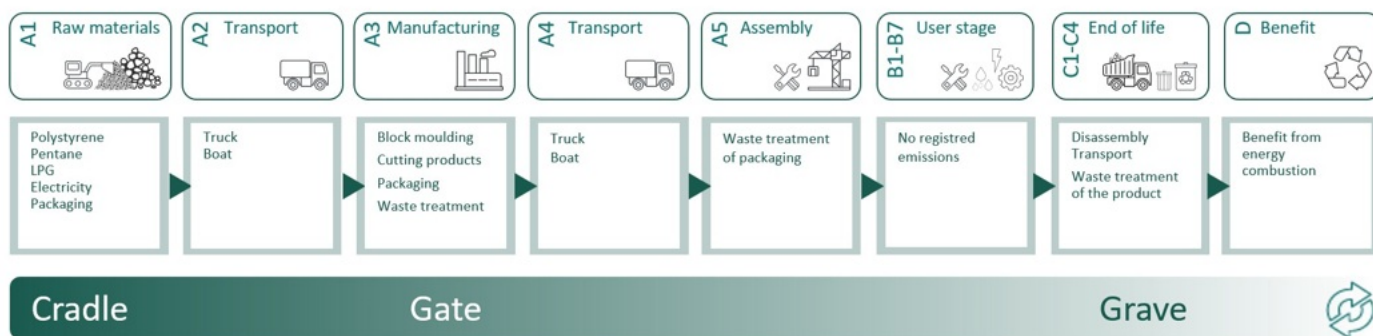 A1 Raw materials
A2 Transport
A3 Manufacturing
A4 Transport
A5 Assembly
B1-B7 User stage
C1-C4 End of life
D Benefit
Polystyrene
Pentane
LPG
Electricity
Packaging
Truck
Boat
Block moulding
Cutting products
Packaging
Waste treatment
Truck
Boat
Waste treatment
of packaging
No registred
emissions
Disassembly
Transport
Waste treatment
of the product
Benefit from
energy
combustion
Cradle
Gate
Grave